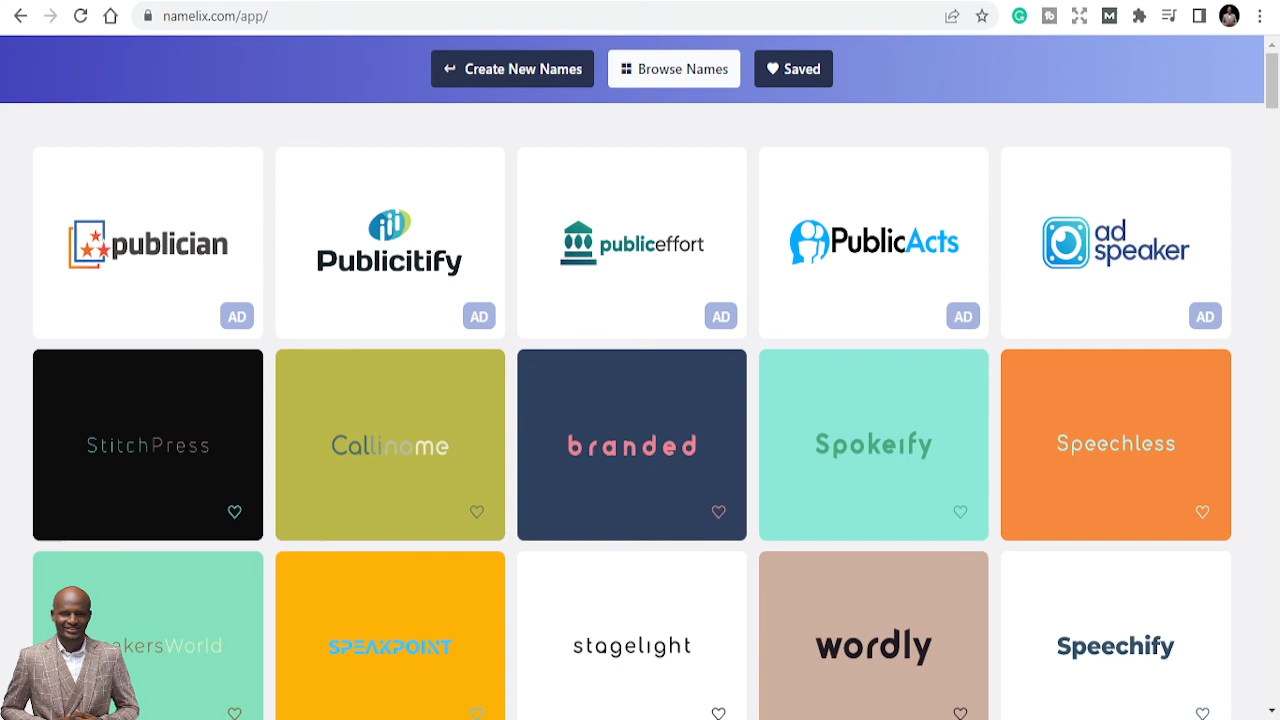 namelix.com/app/
Create New Names
Browse Names
Saved
publician
AD
Publicitify
AD
publiceffort
AD
PublicActs
AD
ad
speaker
AD
StitchPress
Callinome
branded
Spokeify
Speechless
akersWorld
SPEAKPOINT
stagelight
wordly
Speechify